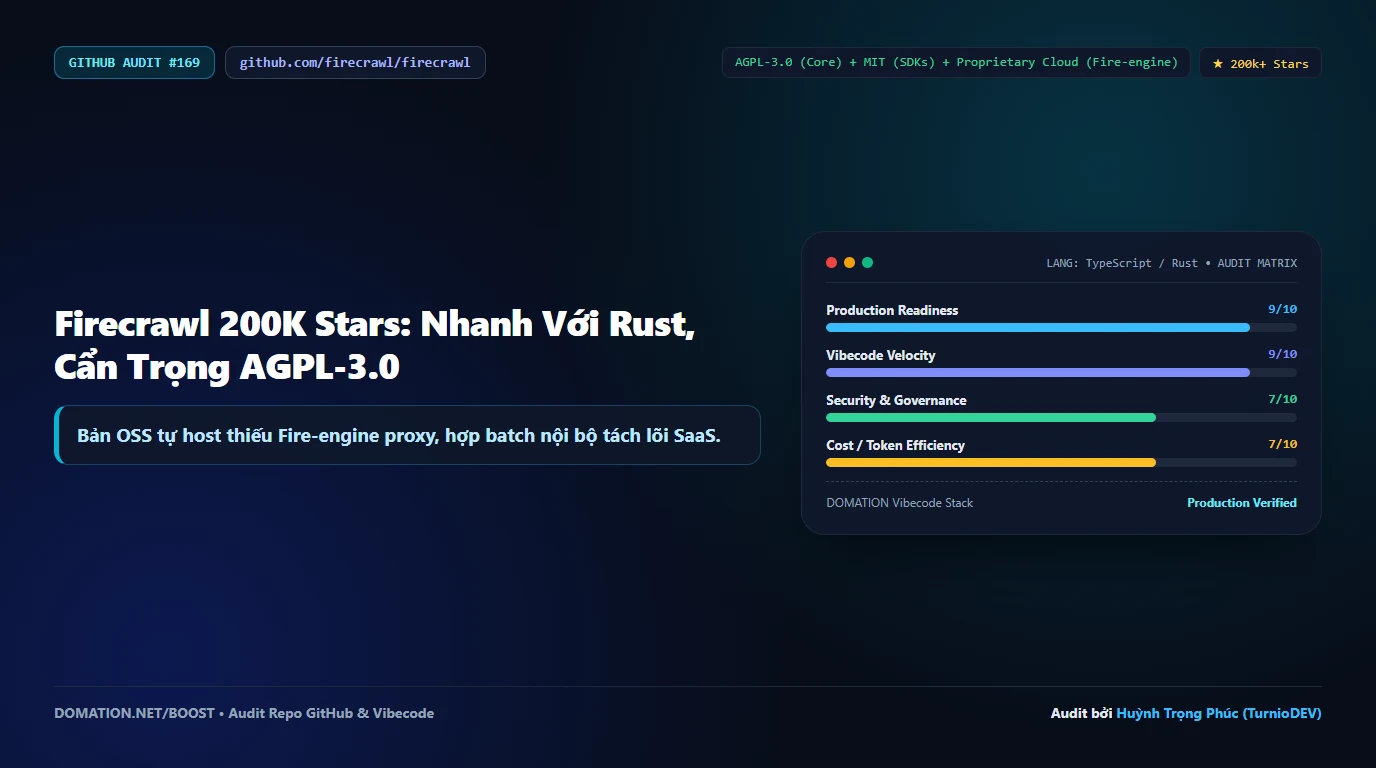 GITHUB AUDIT #169
github.com/firecrawl/firecrawl
AGPL-3.0 (Core) + MIT (SDKs) + Proprietary Cloud (Fire-engine)
★ 200k+ Stars
Firecrawl 200K Stars: Nhanh Với Rust,
Cẩn Trọng AGPL-3.0
Bản OSS tự host thiếu Fire-engine proxy, hợp batch nội bộ tách lõi SaaS.
LANG: TypeScript / Rust • AUDIT MATRIX
Production Readiness 9/10
Vibecode Velocity 9/10
Security & Governance 7/10
Cost / Token Efficiency 7/10
DOMATION Vibecode Stack Production Verified
DOMATION.NET/BOOST • Audit Repo GitHub & Vibecode
Audit bởi Huỳnh Trọng Phúc (TurnioDEV)